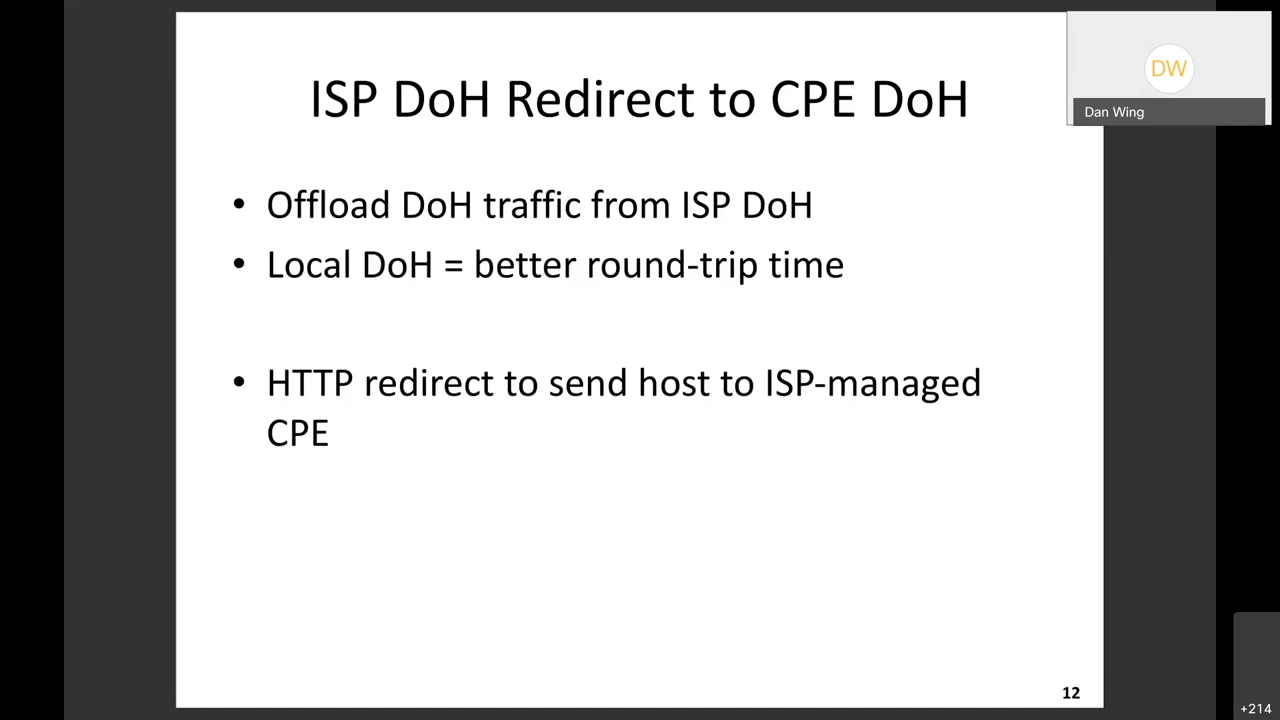 ISP DoH Redirect to CPE DoH
DW
Dan Wing
• Offload DoH traffic from ISP DoH
• Local DoH = better round-trip time
• HTTP redirect to send host to ISP-managed
CPE
12
+214